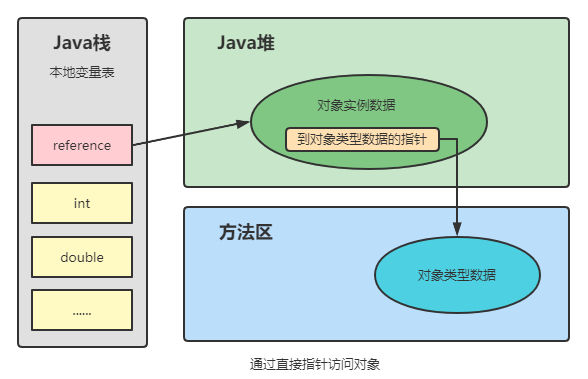 Java栈
本地变量表
reference
int
double
......
Java堆
对象实例数据
到对象类型数据的指针
方法区
对象类型数据
通过直接指针访问对象